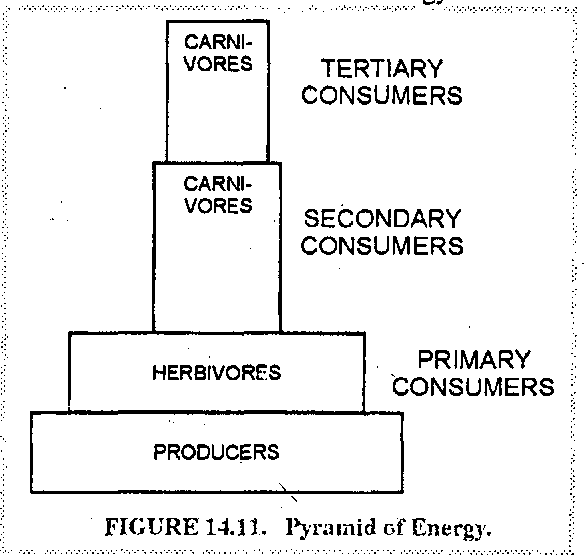 CARNI-
VORES
TERTIARY
CONSUMERS
CARNI-
VORES
SECONDARY
CONSUMERS
HERBIVORES
PRIMARY
CONSUMERS
PRODUCERS
FIGURE 14.11. Pyramid of Energy.